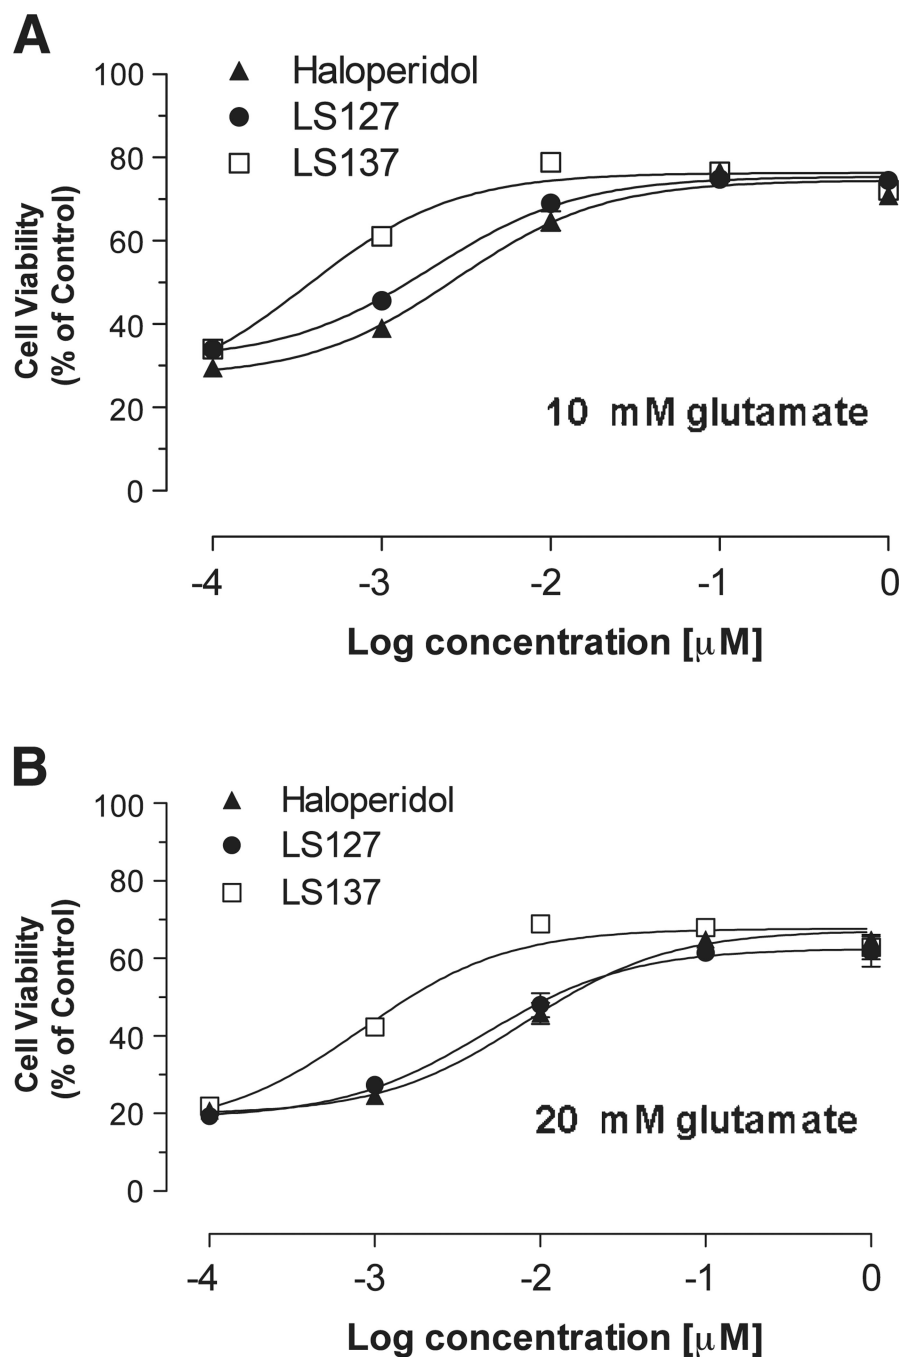 A
Haloperidol
LS127
LS137
100
80
60
40
20
0
Cell Viability
(% of Control)
10 mM glutamate
-4 -3 -2 -1 0
Log concentration [μM]
B
Haloperidol
LS127
LS137
100
80
60
40
20
0
Cell Viability
(% of Control)
20 mM glutamate
-4 -3 -2 -1 0
Log concentration [μM]